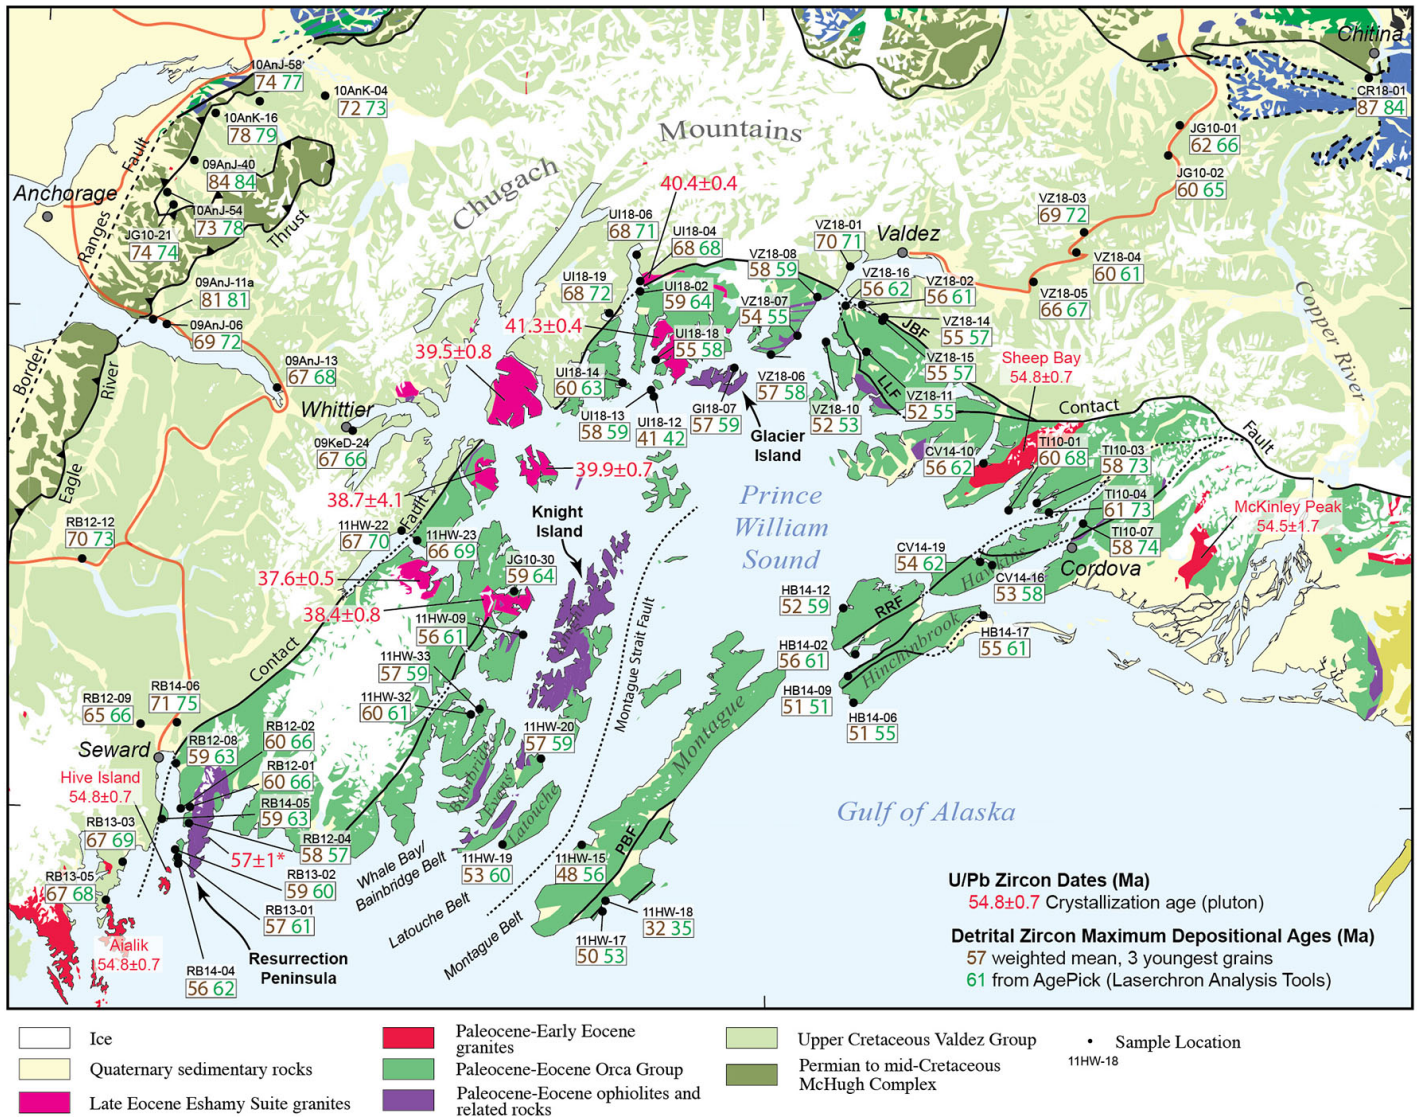 Chitina
10AnJ-58
74 77
10AnK-04
72 73
CR18-01
87 84
10AnK-16
78 79
Mountains
JG10-01
62 66
Fault
09AnJ-40
84 84
Chugach
40.4±0.4
JG10-02
60 65
Anchorage
10AnJ-54
73 78
UI18-06
68 71
VZ18-03
69 72
JG10-21
74 74
Thrust
Ranges
UI18-04
68 68
VZ18-01
70 71
Valdez
VZ18-08
58 59
VZ18-04
60 61
09AnJ-11a
81 81
UI18-19
68 72
UI18-02
59 64
VZ18-16
56 62
VZ18-02
56 61
VZ18-05
66 67
Copper River
VZ18-07
54 55
09AnJ-06
69 72
41.3±0.4
JBF
VZ18-14
55 57
39.5±0.8
UI18-18
55 58
Sheep Bay
54.8±0.7
VZ18-15
55 57
Border
River
09AnJ-13
67 68
UI18-14
60 63
VZ18-06
57 58
LLF
VZ18-11
52 55
Whittier
UI18-13
58 59
UI18-12
41 42
GI18-07
57 59
VZ18-10
52 53
Contact
Glacier
Island
09KeD-24
67 66
Fault
CV14-10
56 62
TI10-01
60 68
TI10-03
58 73
39.9±0.7
Eagle
38.7±4.1
Prince
William
Sound
TI10-04
61 73
McKinley Peak
54.5±1.7
RB12-12
70 73
11HW-22
67 70
Fault
11HW-23
66 69
Knight
Island
TI10-07
58 74
CV14-19
54 62
Cordova
JG10-30
59 64
37.6±0.5
Hawkins
CV14-16
53 58
38.4±0.8
HB14-12
52 59
RRF
11HW-09
56 61
Montague Strait Fault
HB14-17
55 61
HB14-02
56 61
Hinchinbrook
Contact
11HW-33
57 59
RB12-09
65 66
RB14-06
71 75
11HW-32
60 61
HB14-09
51 51
HB14-06
51 55
RB12-02
60 66
11HW-20
57 59
Montague
Seward
RB12-08
59 63
Bainbridge
Hive Island
54.8±0.7
RB12-01
60 66
Evans
Gulf of Alaska
RB14-05
59 63
Latouche
RB13-03
67 69
RB12-04
58 57
PBF
57±1*
Whale Bay/
Bainbridge Belt
11HW-19
53 60
11HW-15
48 56
RB13-05
67 68
RB13-02
59 60
U/Pb Zircon Dates (Ma)
54.8±0.7 Crystallization age (pluton)
RB13-01
57 61
Latouche Belt
11HW-18
32 35
Aialik
54.8±0.7
Montague Belt
11HW-17
50 53
Detrital Zircon Maximum Depositional Ages (Ma)
57 weighted mean, 3 youngest grains
61 from AgePick (Laserchron Analysis Tools)
Resurrection
Peninsula
RB14-04
56 62
Ice
Quaternary sedimentary rocks
Late Eocene Eshamy Suite granites
Paleocene-Early Eocene
granites
Paleocene-Eocene Orca Group
Paleocene-Eocene ophiolites and
related rocks
Upper Cretaceous Valdez Group
Permian to mid-Cretaceous
McHugh Complex
Sample Location
11HW-18